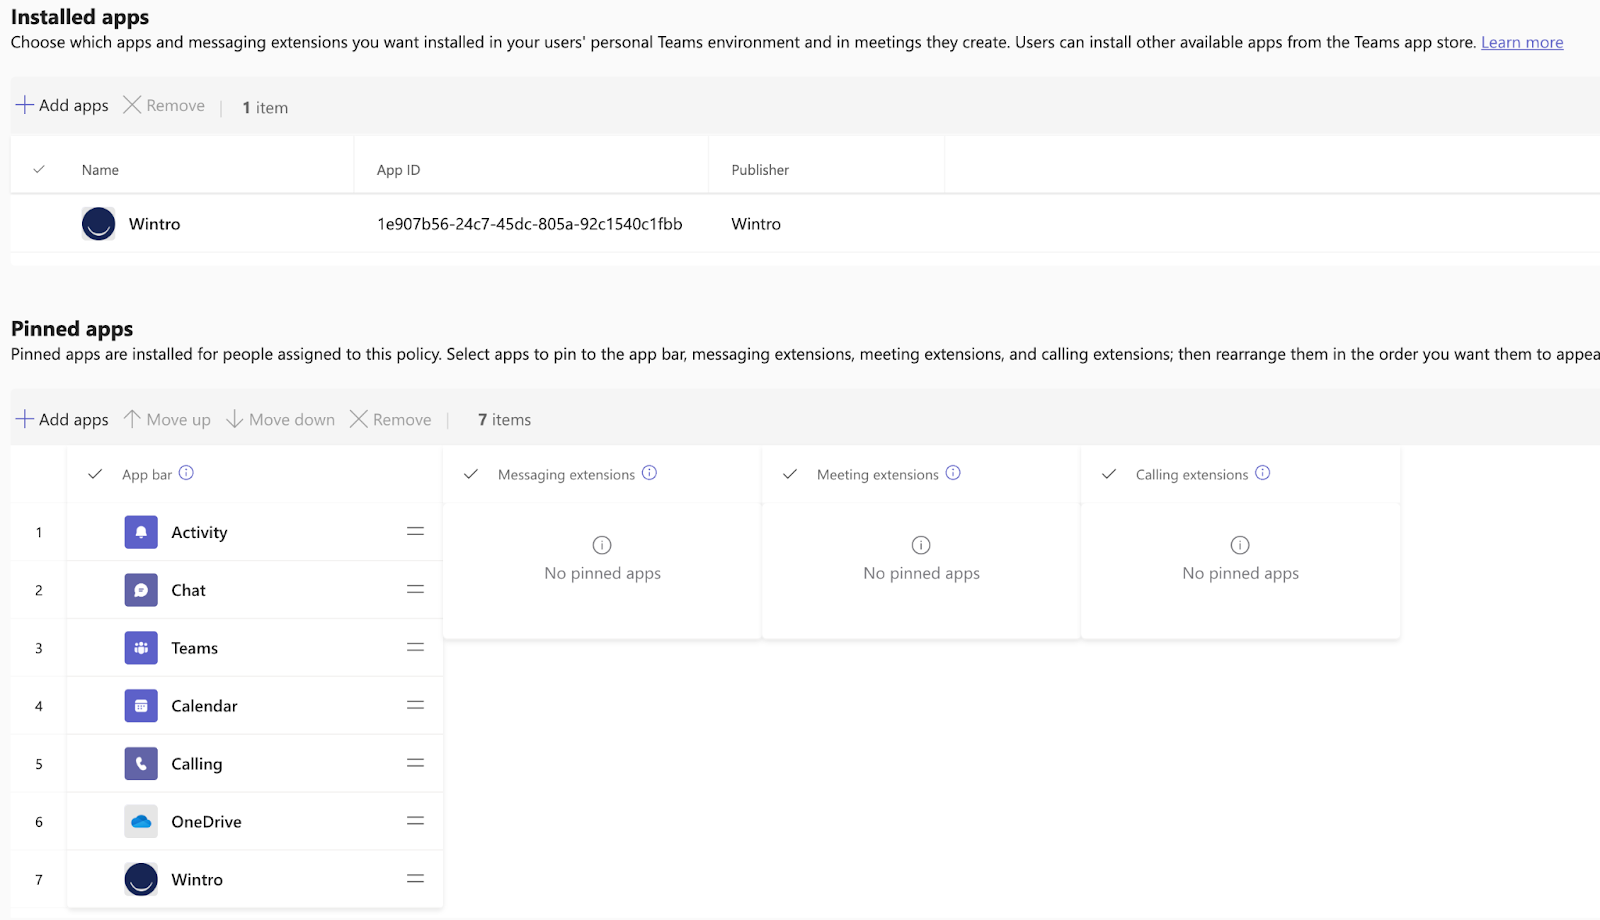 Installed apps
Choose which apps and messaging extensions you want installed in your users' personal Teams environment and in meetings they create. Users can install other available apps from the Teams app store. Learn more
Add apps Remove | 1 item
Name App ID Publisher
Wintro 1e907b56-24c7-45dc-805a-92c1540c1fbb Wintro
Pinned apps
Pinned apps are installed for people assigned to this policy. Select apps to pin to the app bar, messaging extensions, meeting extensions, and calling extensions; then rearrange them in the order you want them to appea
Add apps Move up Move down Remove | 7 items
App bar Messaging extensions Meeting extensions Calling extensions
1 Activity
No pinned apps No pinned apps No pinned apps
2 Chat
3 Teams
4 Calendar
5 Calling
6 OneDrive
7 Wintro